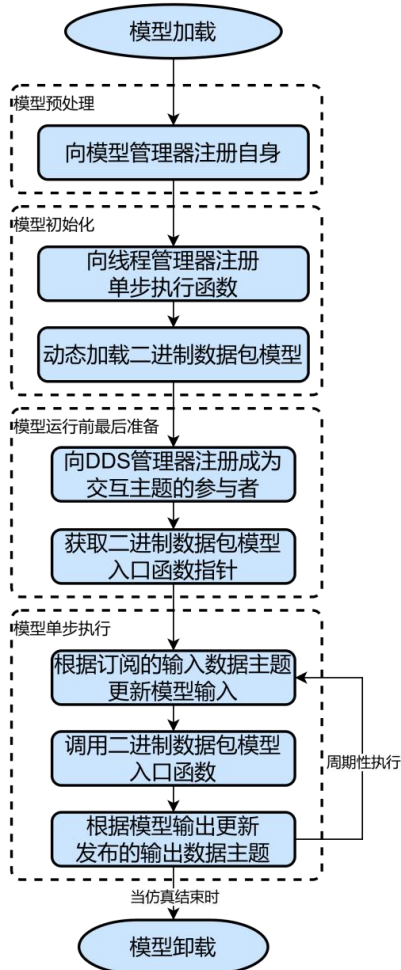 模型加载
模型预处理
向模型管理器注册自身
模型初始化
向线程管理器注册
单步执行函数
动态加载二进制数据包模型
模型运行前最后准备
向DDS管理器注册成为
交互主题的参与者
获取二进制数据包模型
入口函数指针
模型单步执行
根据订阅的输入数据主题
更新模型输入
调用二进制数据包模型
入口函数
周期性执行
根据模型输出更新
发布的输出数据主题
当仿真结束时
模型卸载